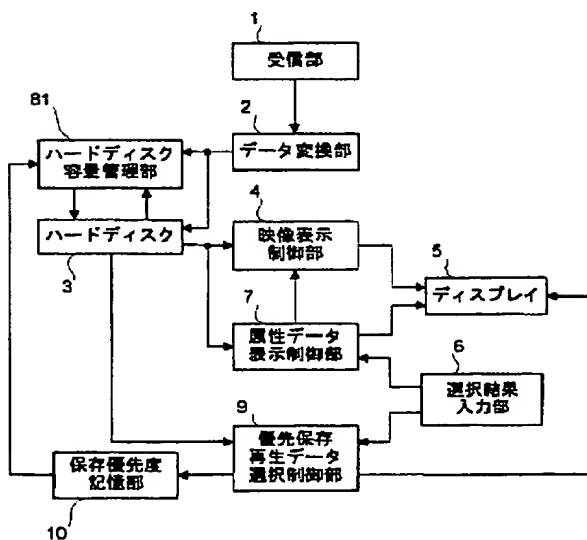 1
受信部
81
2
ハードディスク
容量管理部
データ変換部
4
ハードディスク
3
映像表示
制御部
5
ディスプレイ
7
属性データ
表示制御部
6
選択結果
入力部
9
優先保存
再生データ
選択制御部
保存優先度
記憶部
10